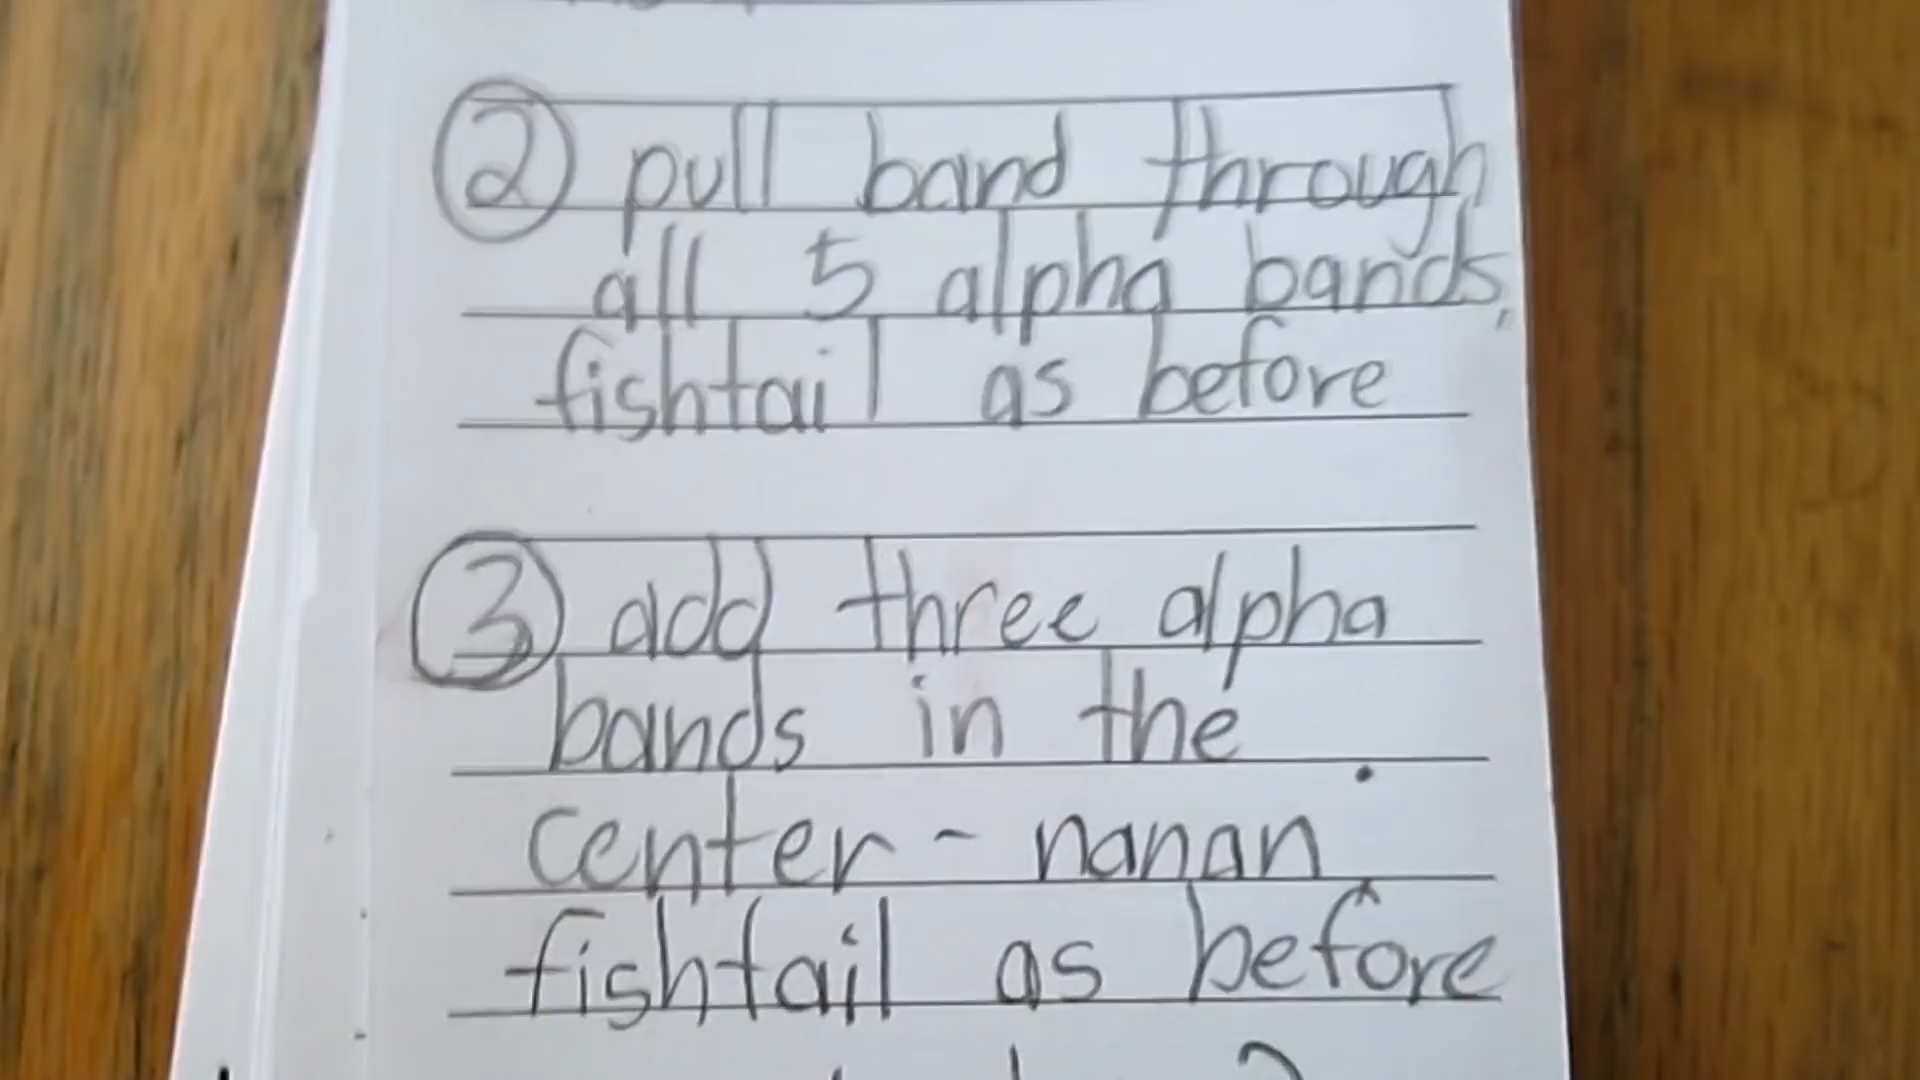 ② pull band through
all 5 alpha bands,
fishtail as before
③ add three alpha
bands in the
center - nanan
fishtail as before